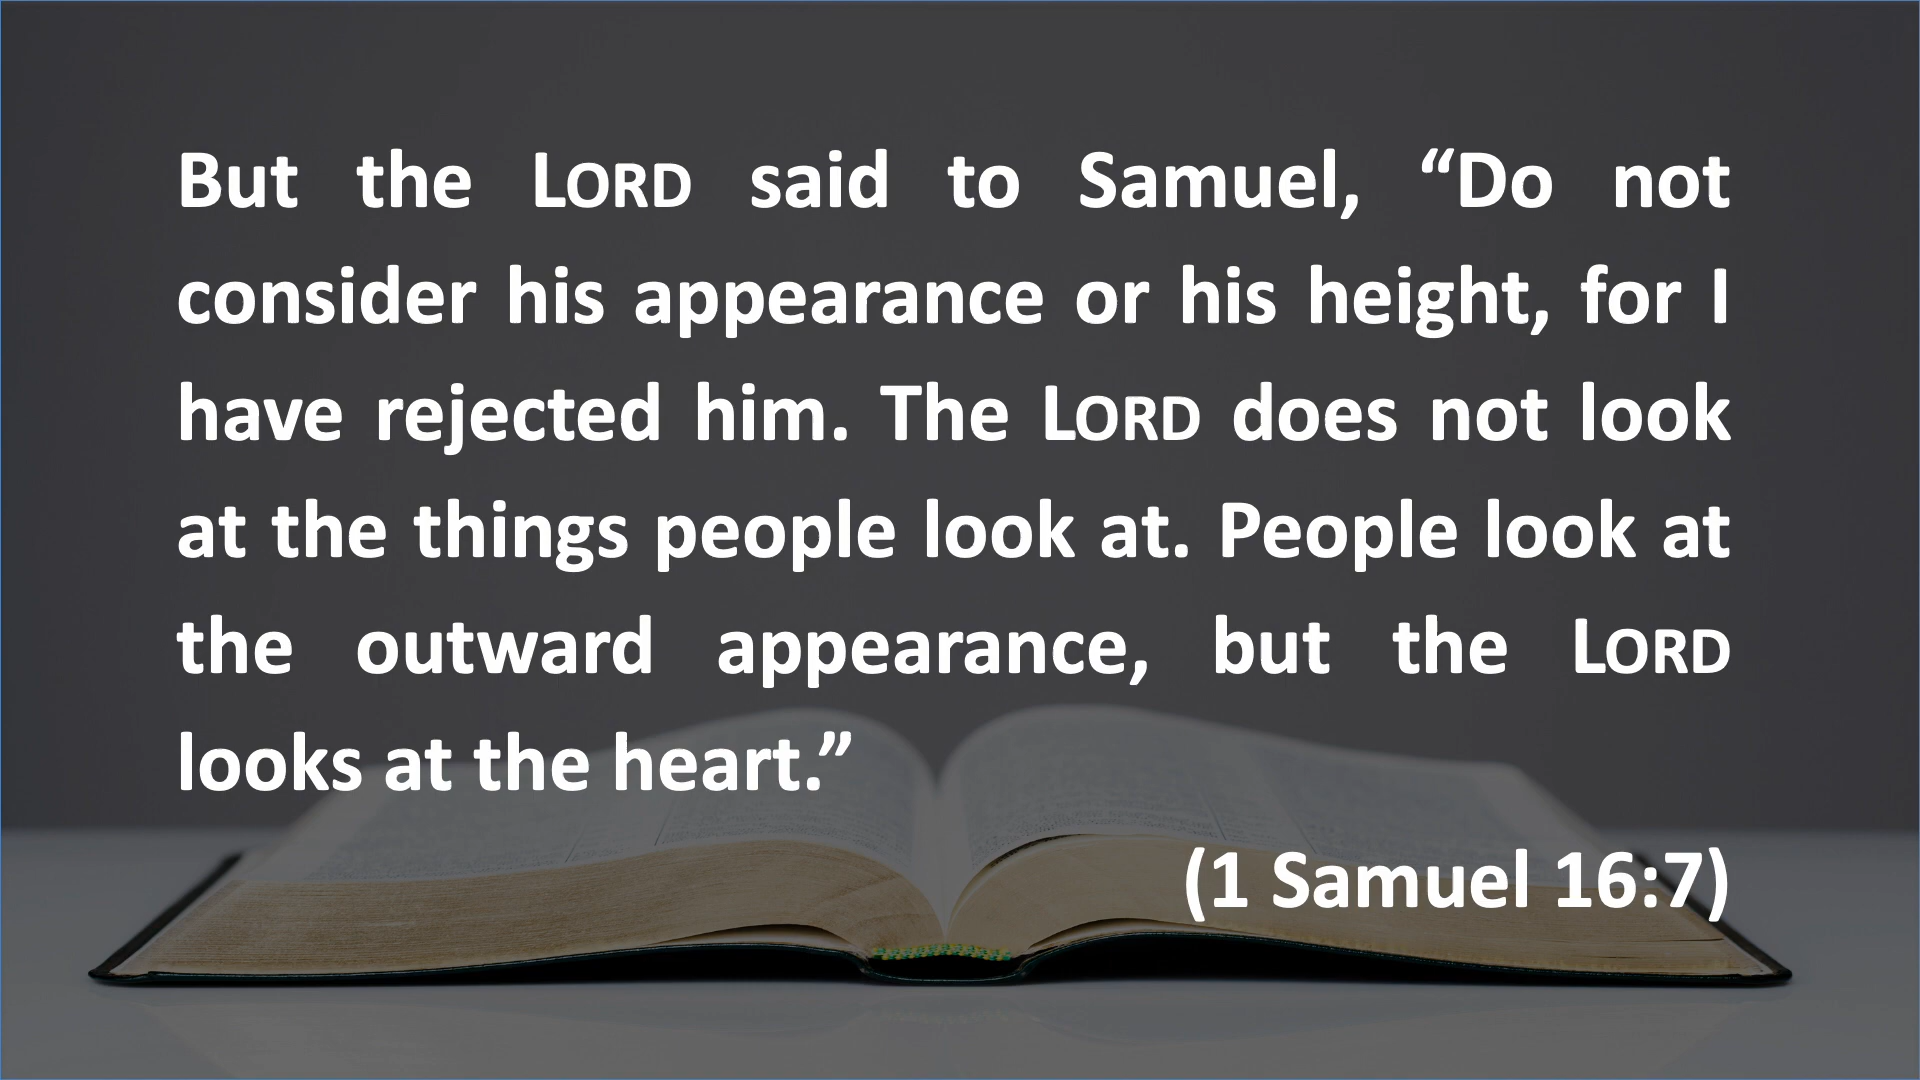 But the LORD said to Samuel, “Do not
consider his appearance or his height, for I
have rejected him. The LORD does not look
at the things people look at. People look at
the outward appearance, but the LORD
looks at the heart.”
(1 Samuel 16:7)